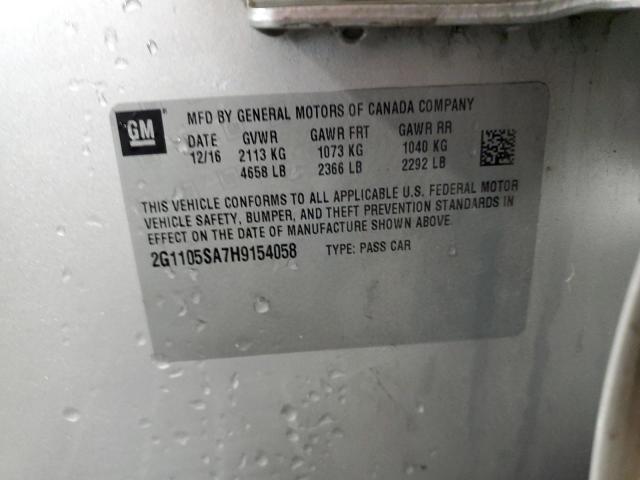 GM
MFD BY GENERAL MOTORS OF CANADA COMPANY
DATE GVWR GAWR FRT GAWR RR
12/16 2113 KG 1073 KG 1040 KG
4658 LB 2366 LB 2292 LB
THIS VEHICLE CONFORMS TO ALL APPLICABLE U.S. FEDERAL MOTOR
VEHICLE SAFETY, BUMPER, AND THEFT PREVENTION STANDARDS IN
EFFECT ON THE DATE OF MANUFACTURE SHOWN ABOVE.
2G1105SA7H9154058 TYPE: PASS CAR